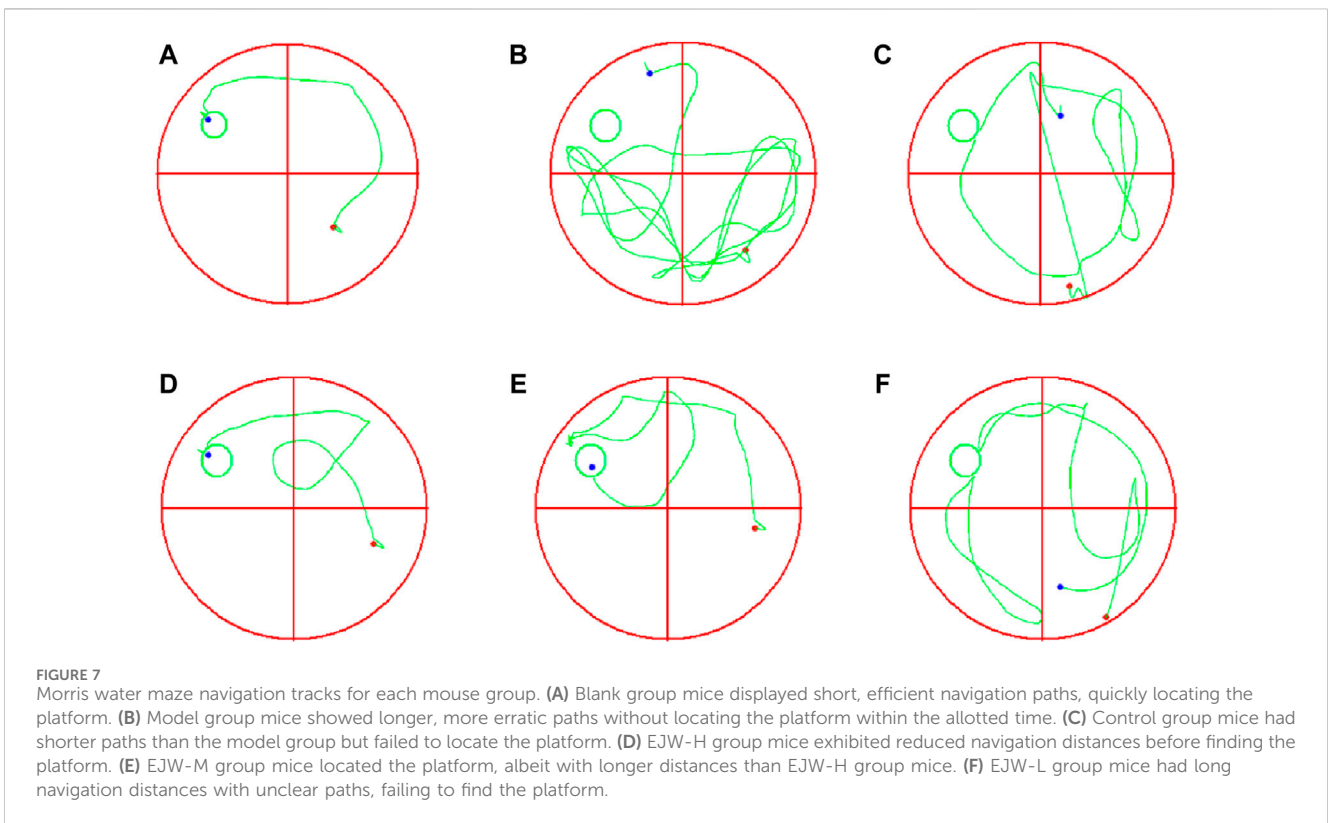 A
B
C
D
E
F
FIGURE 7
Morris water maze navigation tracks for each mouse group. (A) Blank group mice displayed short, efficient navigation paths, quickly locating the
platform. (B) Model group mice showed longer, more erratic paths without locating the platform within the allotted time. (C) Control group mice had
shorter paths than the model group but failed to locate the platform. (D) EJW-H group mice exhibited reduced navigation distances before finding the
platform. (E) EJW-M group mice located the platform, albeit with longer distances than EJW-H group mice. (F) EJW-L group mice had long
navigation distances with unclear paths, failing to find the platform.